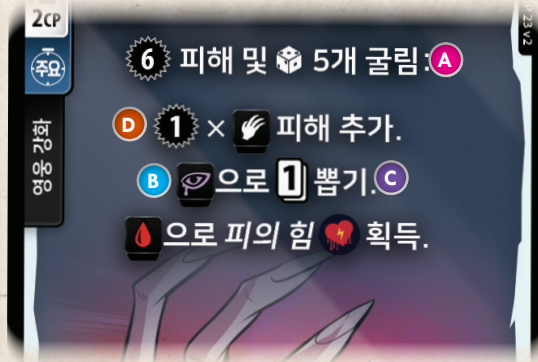 2CP
주요
영웅 강화
23 v2
6 피해 및 5개 굴림: A
D 1 × 피해 추가.
B 으로 1 뽑기. C
으로 피의 힘 획득.